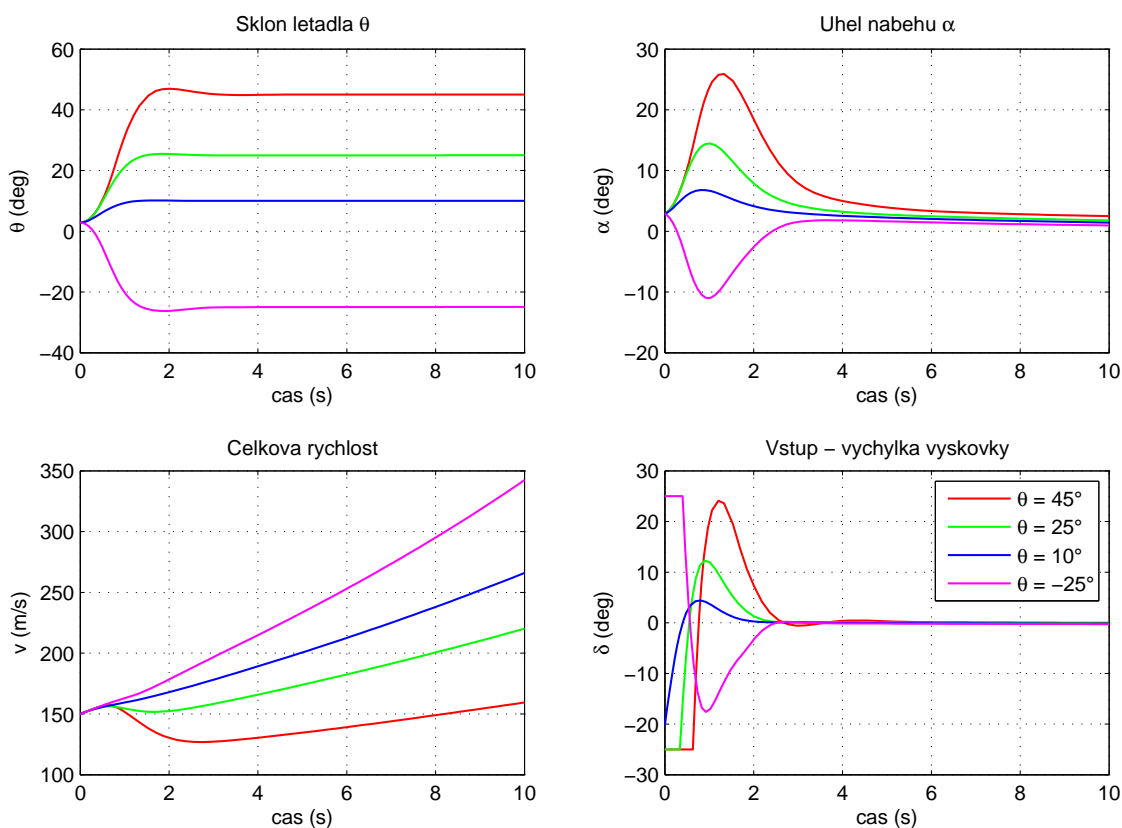 Sklon letadla θ
60
40
20
0
−20
−40
θ (deg)
0 2 4 6 8 10
cas (s)
Uhel nabehu α
30
20
10
0
−10
−20
α (deg)
0 2 4 6 8 10
cas (s)
Celkova rychlost
350
300
250
200
150
100
v (m/s)
0 2 4 6 8 10
cas (s)
Vstup − vychylka vyskovky
30
20
10
0
−10
−20
−30
δ (deg)
0 2 4 6 8 10
cas (s)
θ = 45°
θ = 25°
θ = 10°
θ = −25°